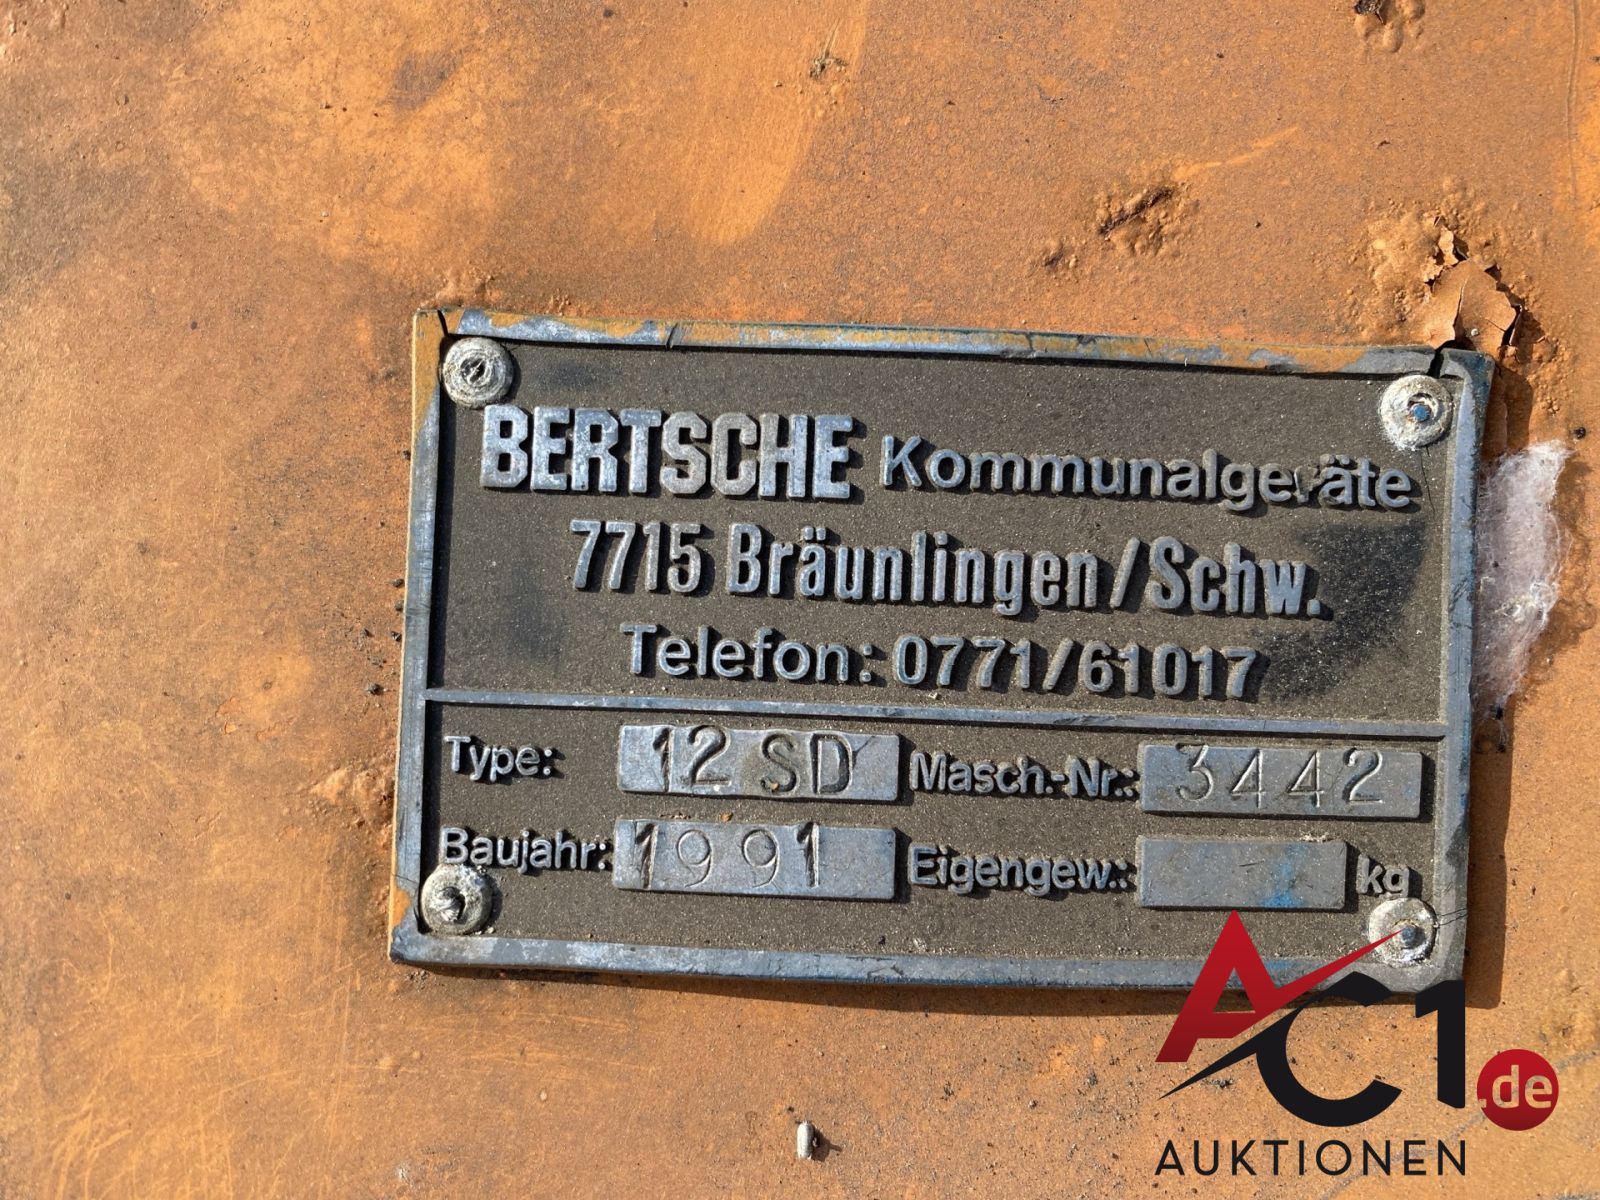 BERTSCHE Kommunalgeräte
7715 Bräunlingen/Schw.
Telefon: 0771/61017
Type: 12 SD Masch.-Nr.: 3442
Baujahr: 1991 Eigengew.: kg
AC1.de
AUKTIONEN